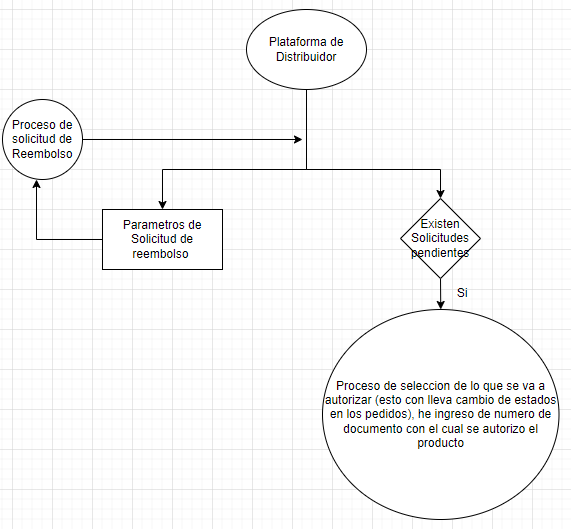 Plataforma de
Distribuidor
Proceso de
solicitud de
Reembolso
Parametros de
Solicitud de
reembolso
Existen
Solicitudes
pendientes
Si
Proceso de seleccion de lo que se va a
autorizar (esto con lleva cambio de estados
en los pedidos), he ingreso de numero de
documento con el cual se autorizo el
producto